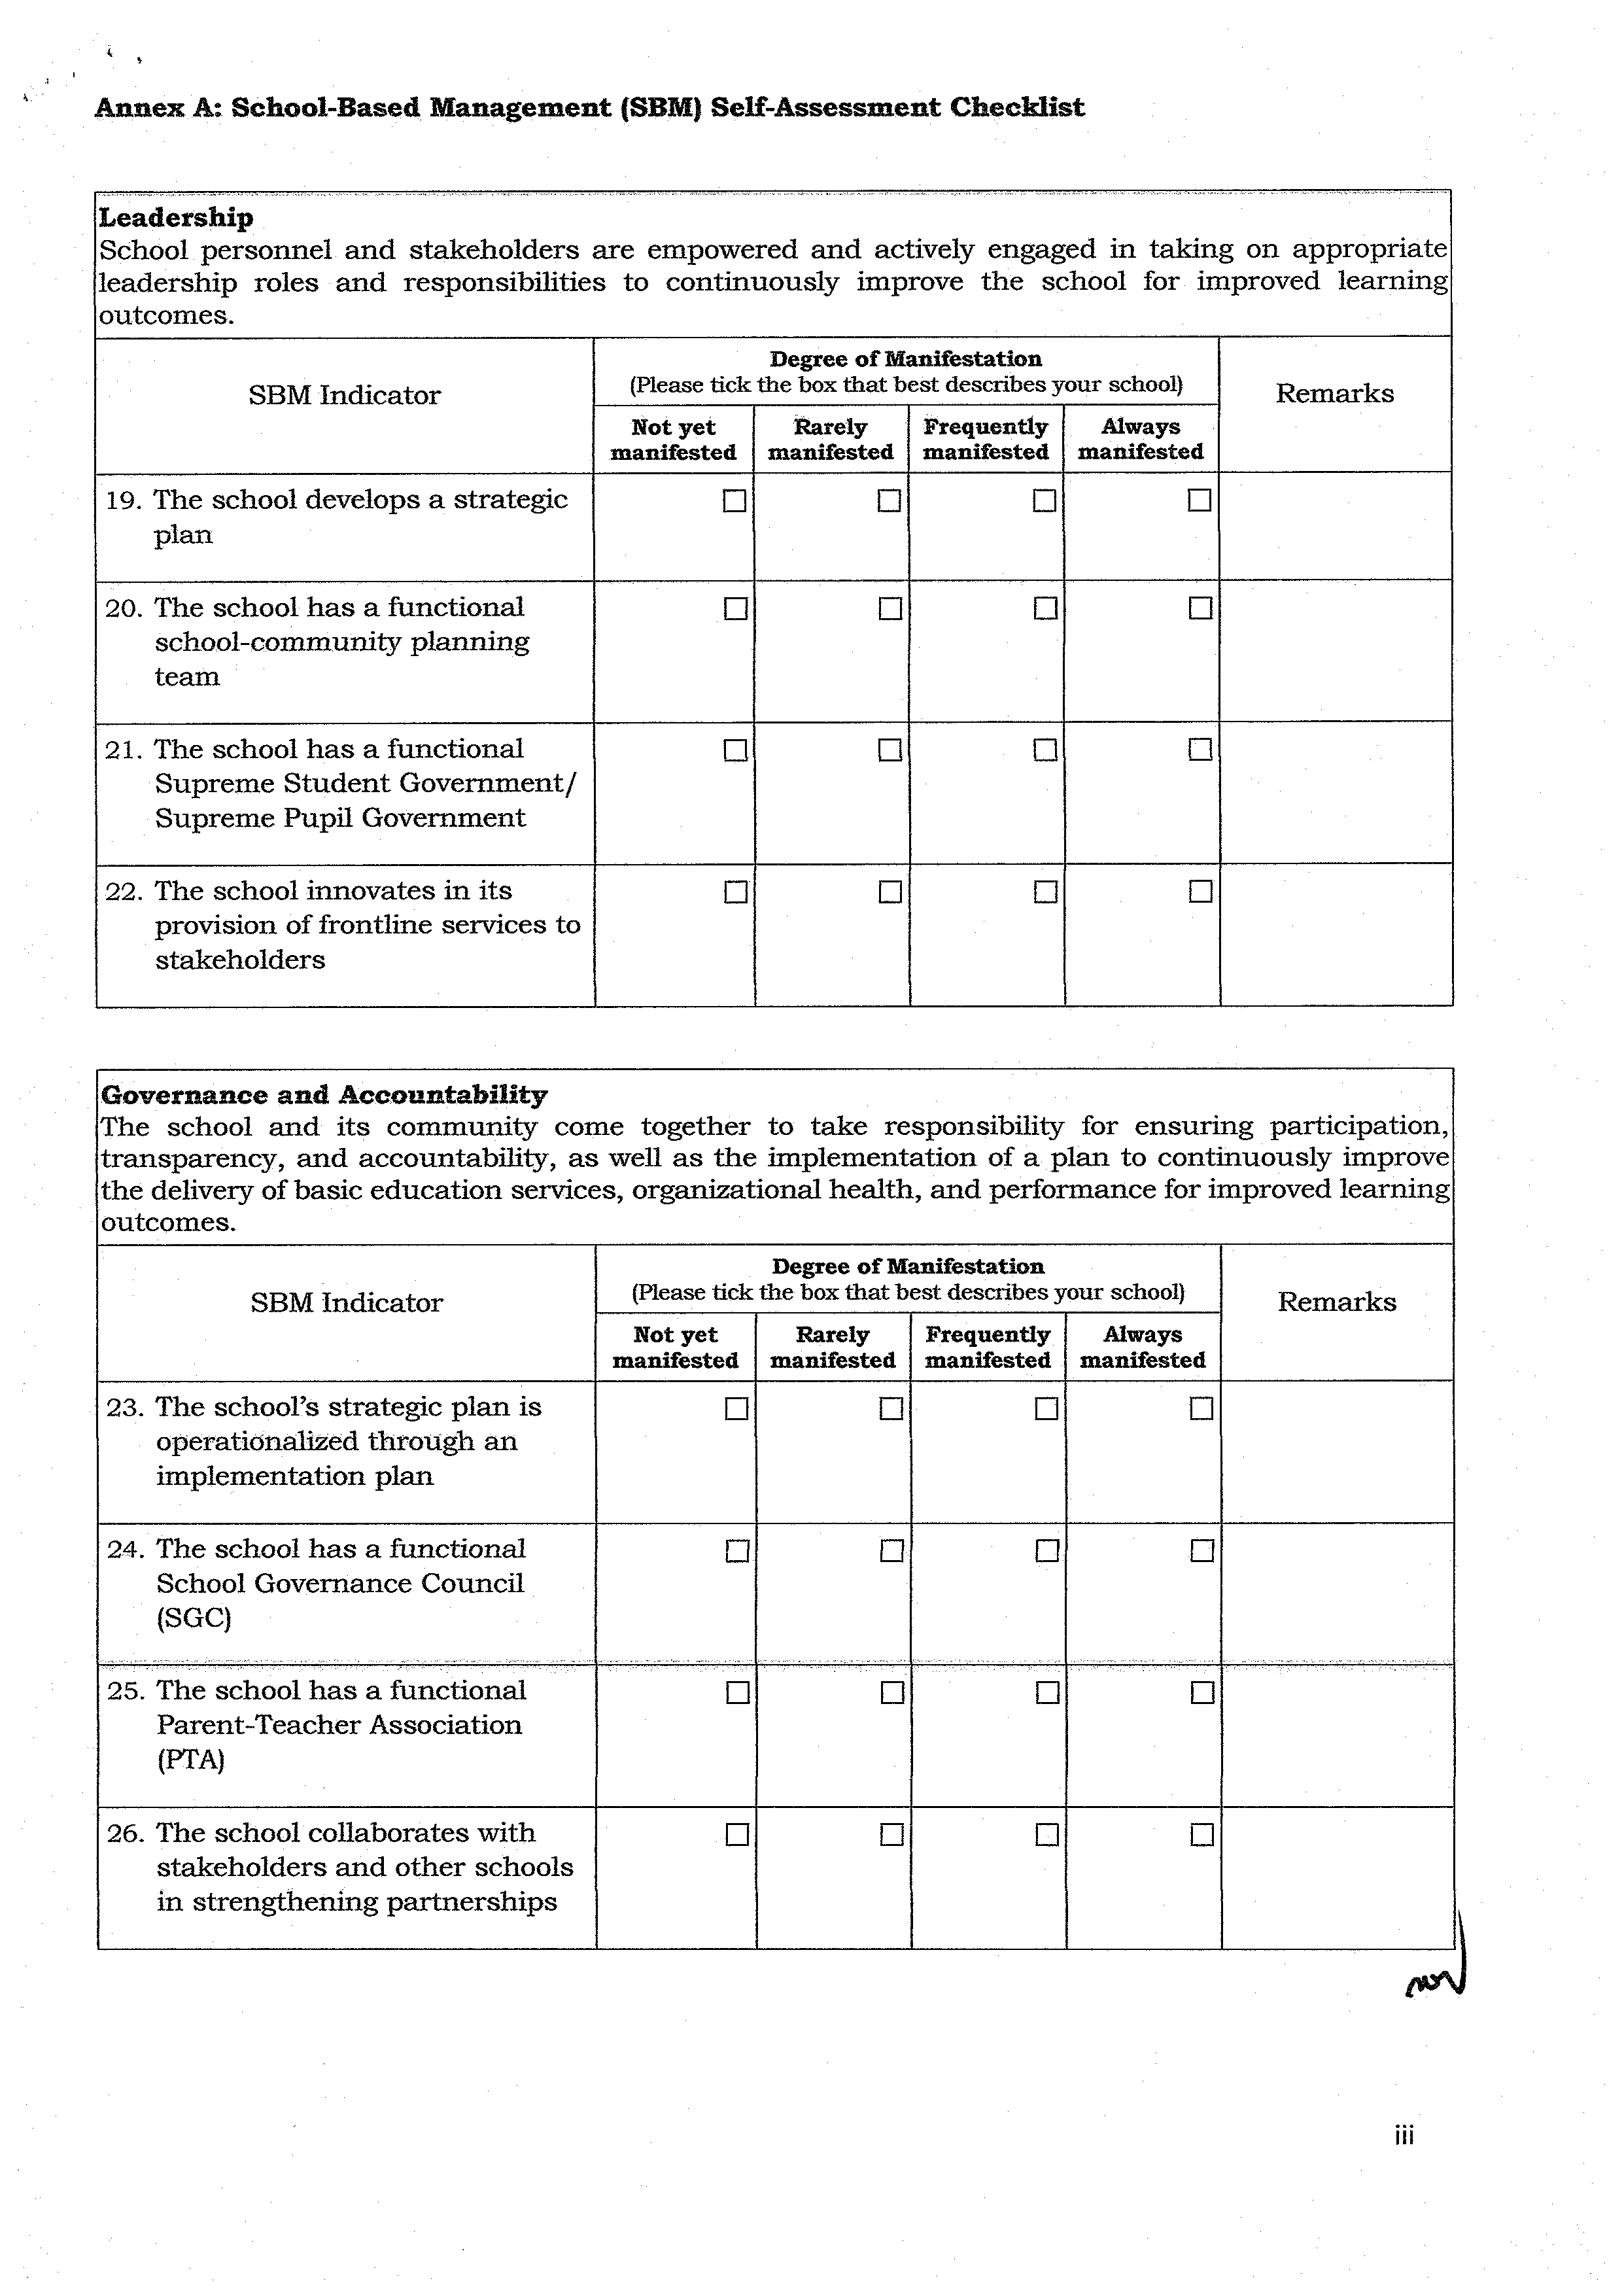 Annex A: School-Based Management (SBM) Self-Assessment Checklist
Leadership
School personnel and stakeholders are empowered and actively engaged in taking on appropriate
leadership roles and responsibilities to continuously improve the school for improved learning
outcomes.
SBM Indicator
Degree of Manifestation
(Please tick the box that best describes your school)
Remarks
Not yet manifested
Rarely manifested
Frequently manifested
Always manifested
19. The school develops a strategic
plan
20. The school has a functional
school-community planning
team
21. The school has a functional
Supreme Student Government/
Supreme Pupil Government
22. The school innovates in its
provision of frontline services to
stakeholders
Governance and Accountability
The school and its community come together to take responsibility for ensuring participation,
transparency, and accountability, as well as the implementation of a plan to continuously improve
the delivery of basic education services, organizational health, and performance for improved learning
outcomes.
SBM Indicator
Degree of Manifestation
(Please tick the box that best describes your school)
Remarks
Not yet manifested
Rarely manifested
Frequently manifested
Always manifested
23. The school's strategic plan is
operationalized through an
implementation plan
24. The school has a functional
School Governance Council
(SGC)
25. The school has a functional
Parent-Teacher Association
(PTA)
26. The school collaborates with
stakeholders and other schools
in strengthening partnerships
iii